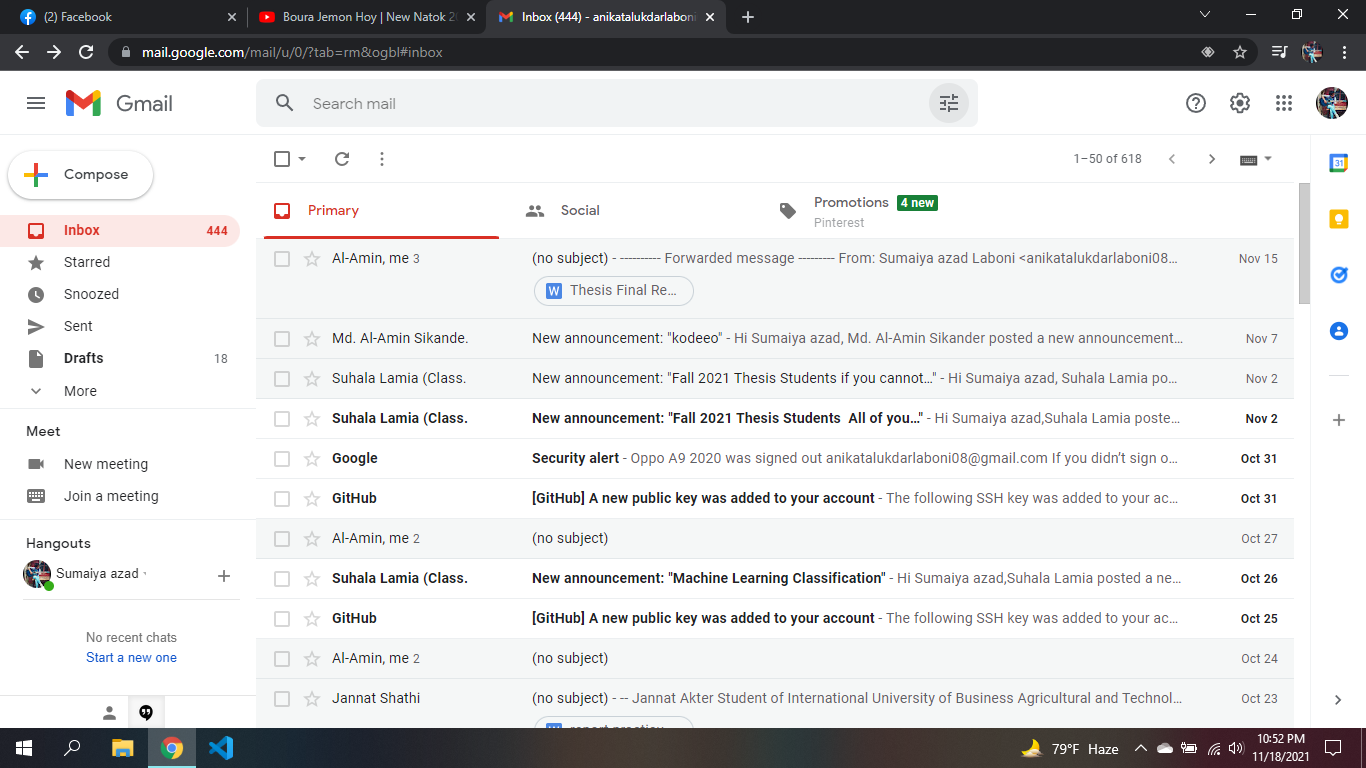 (2) Facebook
Boura Jemon Hoy | New Natok 2
Inbox (444) - anikatalukdarlaboni
mail.google.com/mail/u/0/?tab=rm&ogbl#inbox
Gmail
Search mail
Compose
1–50 of 618
Primary
Social
Promotions 4 new
Pinterest
Inbox 444
Starred
Snoozed
Sent
Drafts 18
More
Meet
New meeting
Join a meeting
Hangouts
Sumaiya azad
No recent chats
Start a new one
Al-Amin, me 3 (no subject) - ---------- Forwarded message --------- From: Sumaiya azad Laboni <anikatalukdarlaboni08… Nov 15
Thesis Final Re…
Md. Al-Amin Sikande. New announcement: "kodeeo" - Hi Sumaiya azad, Md. Al-Amin Sikander posted a new announcement… Nov 7
Suhala Lamia (Class. New announcement: "Fall 2021 Thesis Students if you cannot…" - Hi Sumaiya azad, Suhala Lamia po… Nov 2
Suhala Lamia (Class. New announcement: "Fall 2021 Thesis Students All of you…" - Hi Sumaiya azad,Suhala Lamia poste… Nov 2
Google Security alert - Oppo A9 2020 was signed out anikatalukdarlaboni08@gmail.com If you didn't sign o… Oct 31
GitHub [GitHub] A new public key was added to your account - The following SSH key was added to your ac… Oct 31
Al-Amin, me 2 (no subject) Oct 27
Suhala Lamia (Class. New announcement: "Machine Learning Classification" - Hi Sumaiya azad,Suhala Lamia posted a ne… Oct 26
GitHub [GitHub] A new public key was added to your account - The following SSH key was added to your ac… Oct 25
Al-Amin, me 2 (no subject) Oct 24
Jannat Shathi (no subject) - -- Jannat Akter Student of International University of Business Agricultural and Technol… Oct 23
31
79°F Haze
10:52 PM
11/18/2021